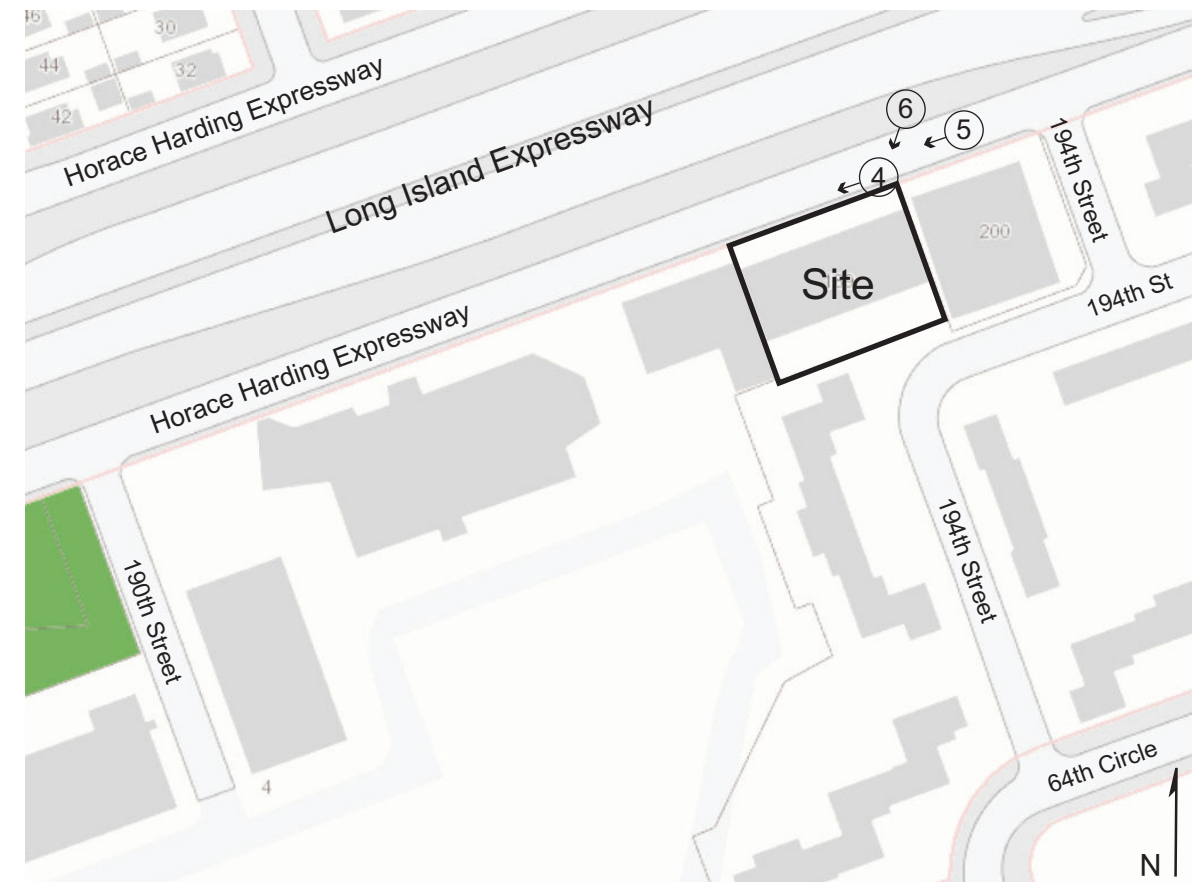 46
30
44
32
42
Horace Harding Expressway
Long Island Expressway
6
5
4
194th Street
200
Site
194th St
Horace Harding Expressway
190th Street
194th Street
4
64th Circle
N